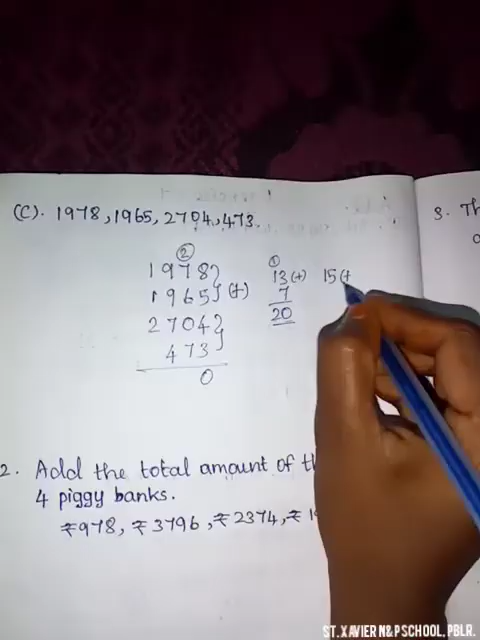 (C). 1978, 1965, 2704, 473.
②
1978
1965 (+)
2704
473
0
①
13 (+)
7
20
15 (+
3. Th
2. Add the total amount of th
4 piggy banks.
₹978, ₹3796, ₹2374, ₹1
ST.XAVIER N&P SCHOOL, PBLR.